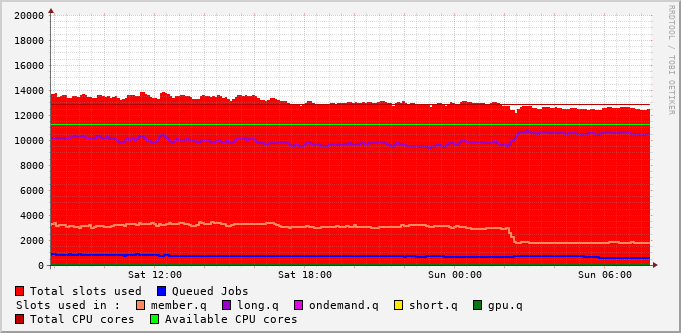 20000
18000
16000
14000
12000
10000
8000
6000
4000
2000
0
Sat 12:00 Sat 18:00 Sun 00:00 Sun 06:00
RRDTOOL / TOBI OETIKER
Total slots used Queued Jobs
Slots used in : member.q long.q ondemand.q short.q gpu.q
Total CPU cores Available CPU cores